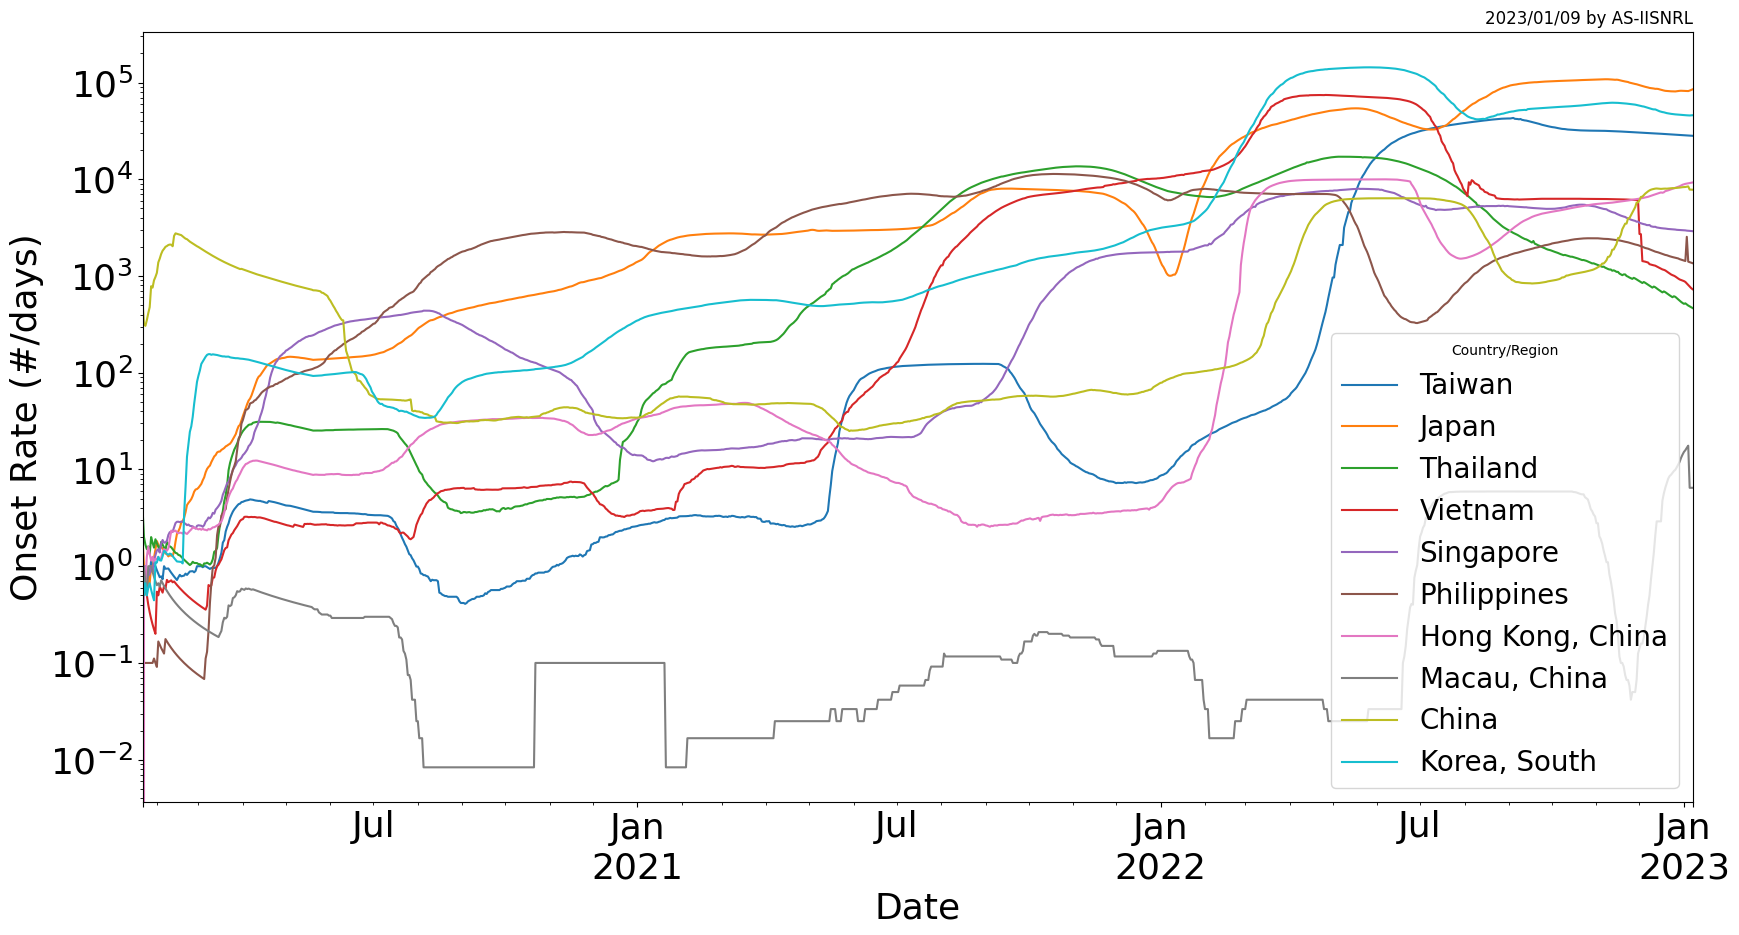 2023/01/09 by AS-IISNRL
Onset Rate (#/days)
10^5
10^4
10^3
10^2
10^1
10^0
10^−1
10^−2
Country/Region
Taiwan
Japan
Thailand
Vietnam
Singapore
Philippines
Hong Kong, China
Macau, China
China
Korea, South
Jul
Jan
2021
Jul
Jan
2022
Jul
Jan
2023
Date